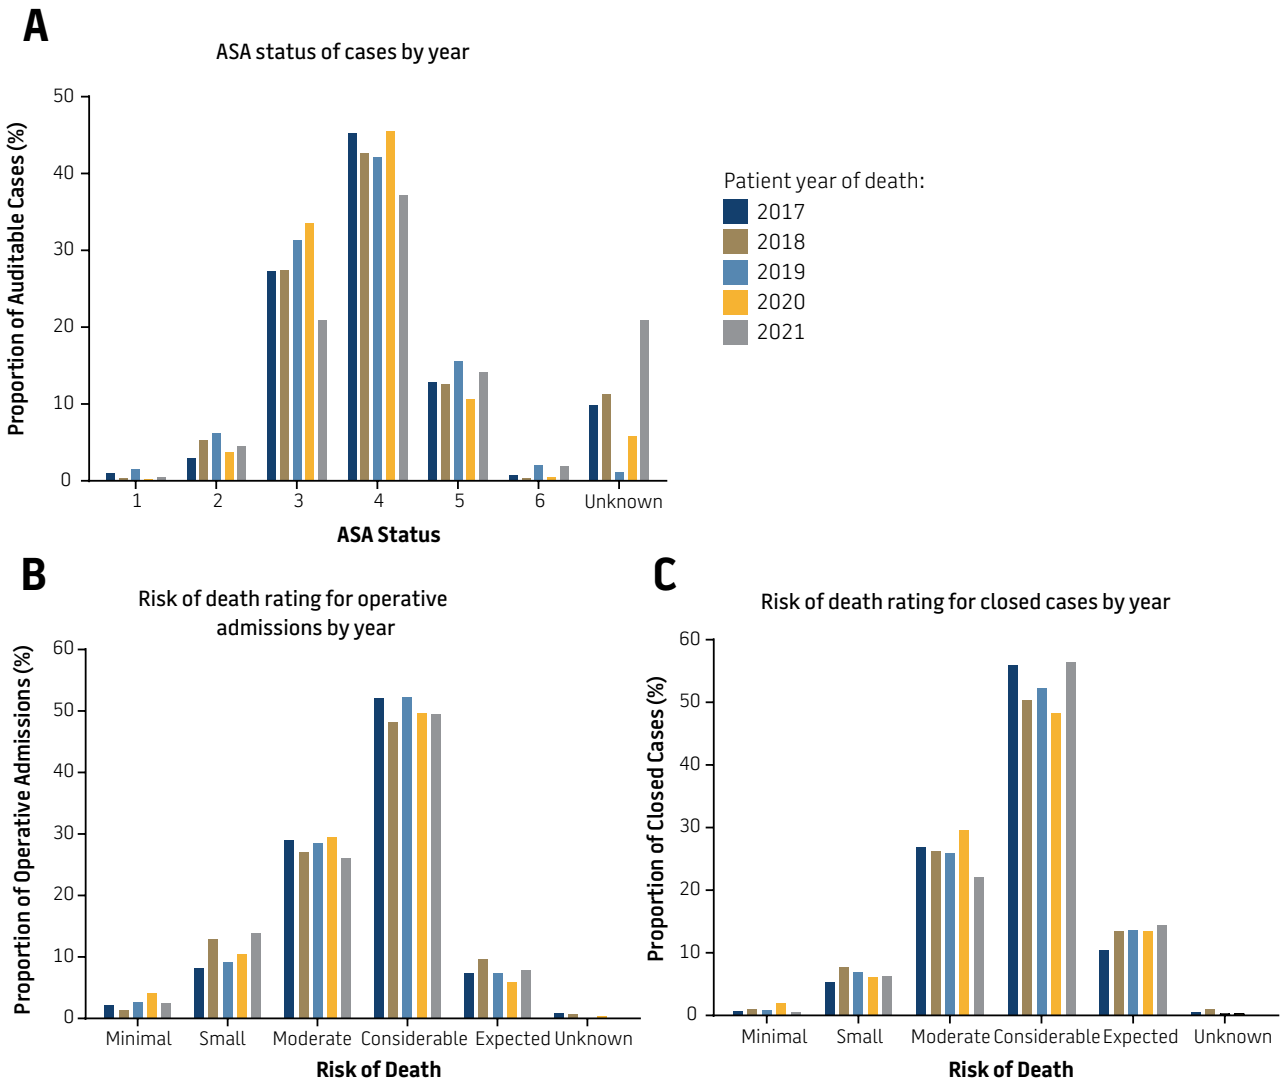 A
ASA status of cases by year
Proportion of Auditable Cases (%)
50
40
30
20
10
0
1 2 3 4 5 6 Unknown
ASA Status
Patient year of death:
2017
2018
2019
2020
2021
B
Risk of death rating for operative
admissions by year
Proportion of Operative Admissions (%)
60
50
40
30
20
10
0
Minimal Small Moderate Considerable Expected Unknown
Risk of Death
C
Risk of death rating for closed cases by year
Proportion of Closed Cases (%)
60
50
40
30
20
10
0
Minimal Small Moderate Considerable Expected Unknown
Risk of Death